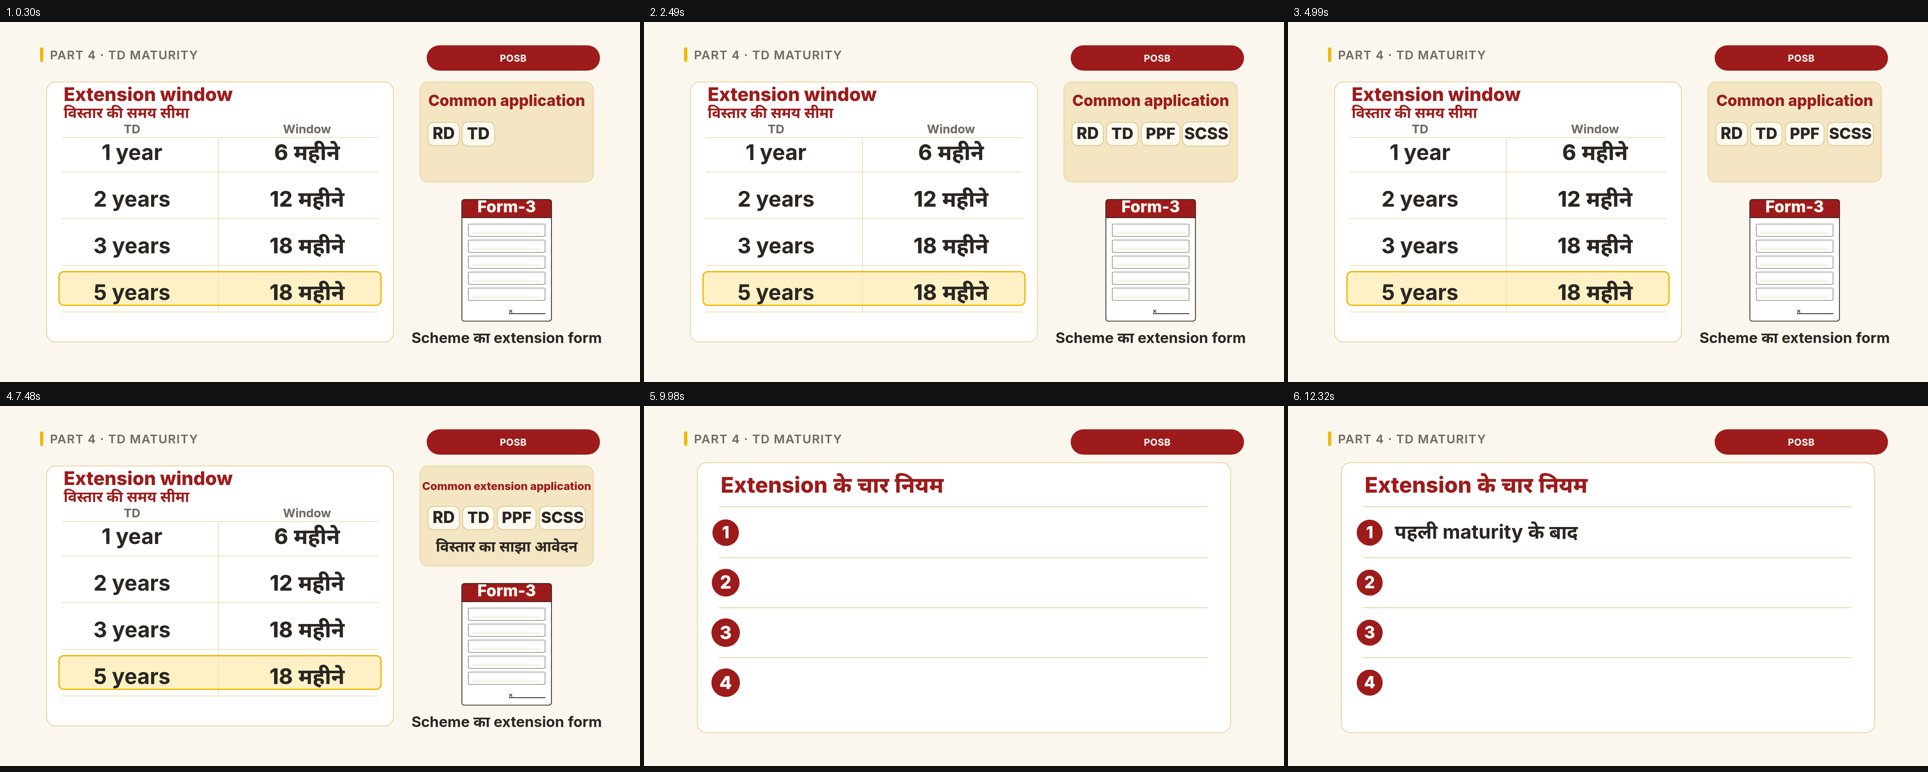 1. 0.30s
PART 4 · TD MATURITY
POSB
Extension window
विस्तार की समय सीमा
TD Window
1 year 6 महीने
2 years 12 महीने
3 years 18 महीने
5 years 18 महीने
Common application
RD TD
Form-3
x
Scheme का extension form
2. 2.49s
PART 4 · TD MATURITY
POSB
Extension window
विस्तार की समय सीमा
TD Window
1 year 6 महीने
2 years 12 महीने
3 years 18 महीने
5 years 18 महीने
Common application
RD TD PPF SCSS
Form-3
x
Scheme का extension form
3. 4.99s
PART 4 · TD MATURITY
POSB
Extension window
विस्तार की समय सीमा
TD Window
1 year 6 महीने
2 years 12 महीने
3 years 18 महीने
5 years 18 महीने
Common application
RD TD PPF SCSS
Form-3
x
Scheme का extension form
4. 7.48s
PART 4 · TD MATURITY
POSB
Extension window
विस्तार की समय सीमा
TD Window
1 year 6 महीने
2 years 12 महीने
3 years 18 महीने
5 years 18 महीने
Common extension application
RD TD PPF SCSS
विस्तार का साझा आवेदन
Form-3
x
Scheme का extension form
5. 9.98s
PART 4 · TD MATURITY
POSB
Extension के चार नियम
1
2
3
4
6. 12.32s
PART 4 · TD MATURITY
POSB
Extension के चार नियम
1 पहली maturity के बाद
2
3
4